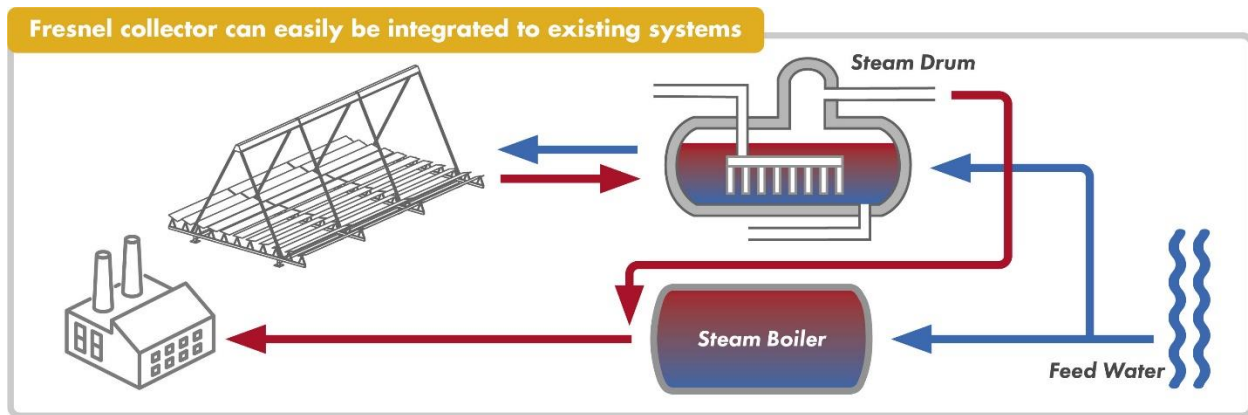 Fresnel collector can easily be integrated to existing systems
Steam Drum
Steam Boiler
Feed Water